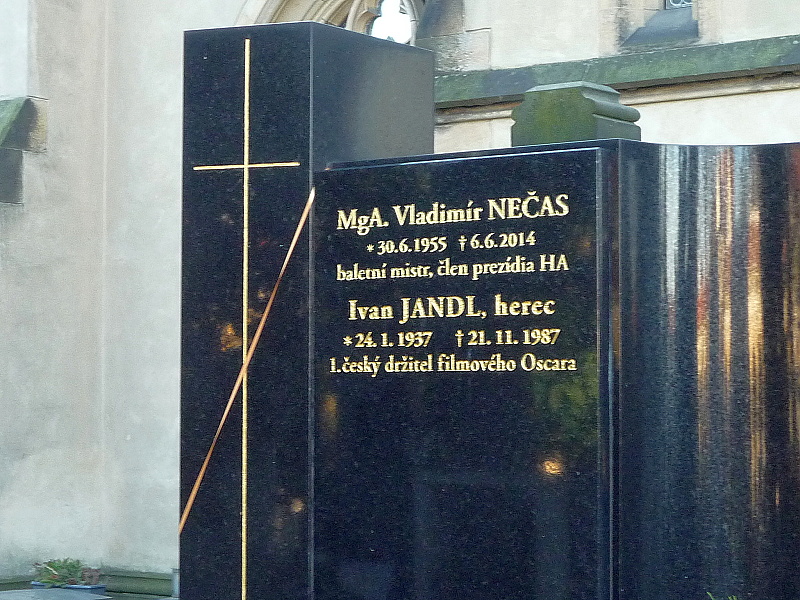 MgA. Vladimír NEČAS
* 30.6.1955 † 6.6.2014
baletní mistr, člen prezídia HA
Ivan JANDL, herec
* 24. 1. 1937 † 21. 11. 1987
1.český držitel filmového Oscara